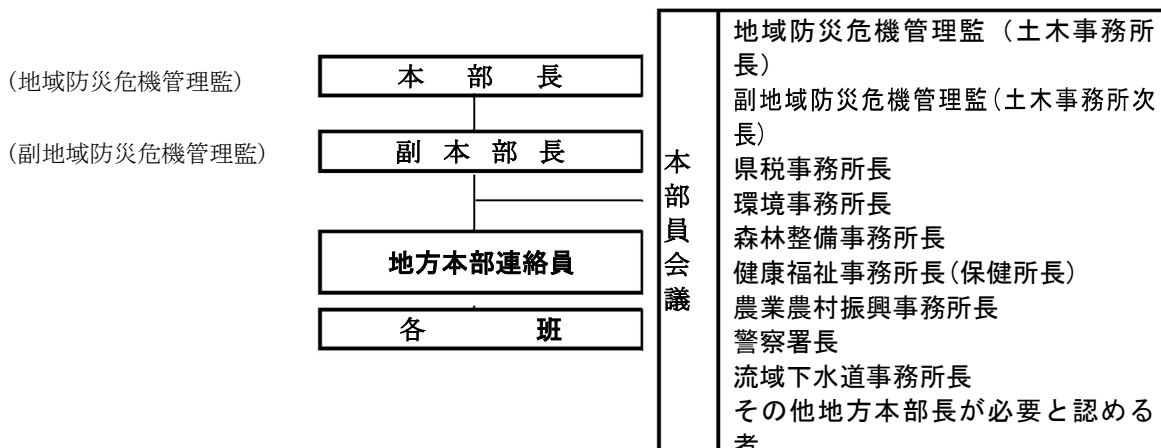 (地域防災危機管理監)
本 部 長
(副地域防災危機管理監)
副 本 部 長
地方本部連絡員
各 班
本部員会議
地域防災危機管理監（土木事務所
長）
副地域防災危機管理監(土木事務所次
長)
県税事務所長
環境事務所長
森林整備事務所長
健康福祉事務所長(保健所長)
農業農村振興事務所長
警察署長
流域下水道事務所長
その他地方本部長が必要と認める
者